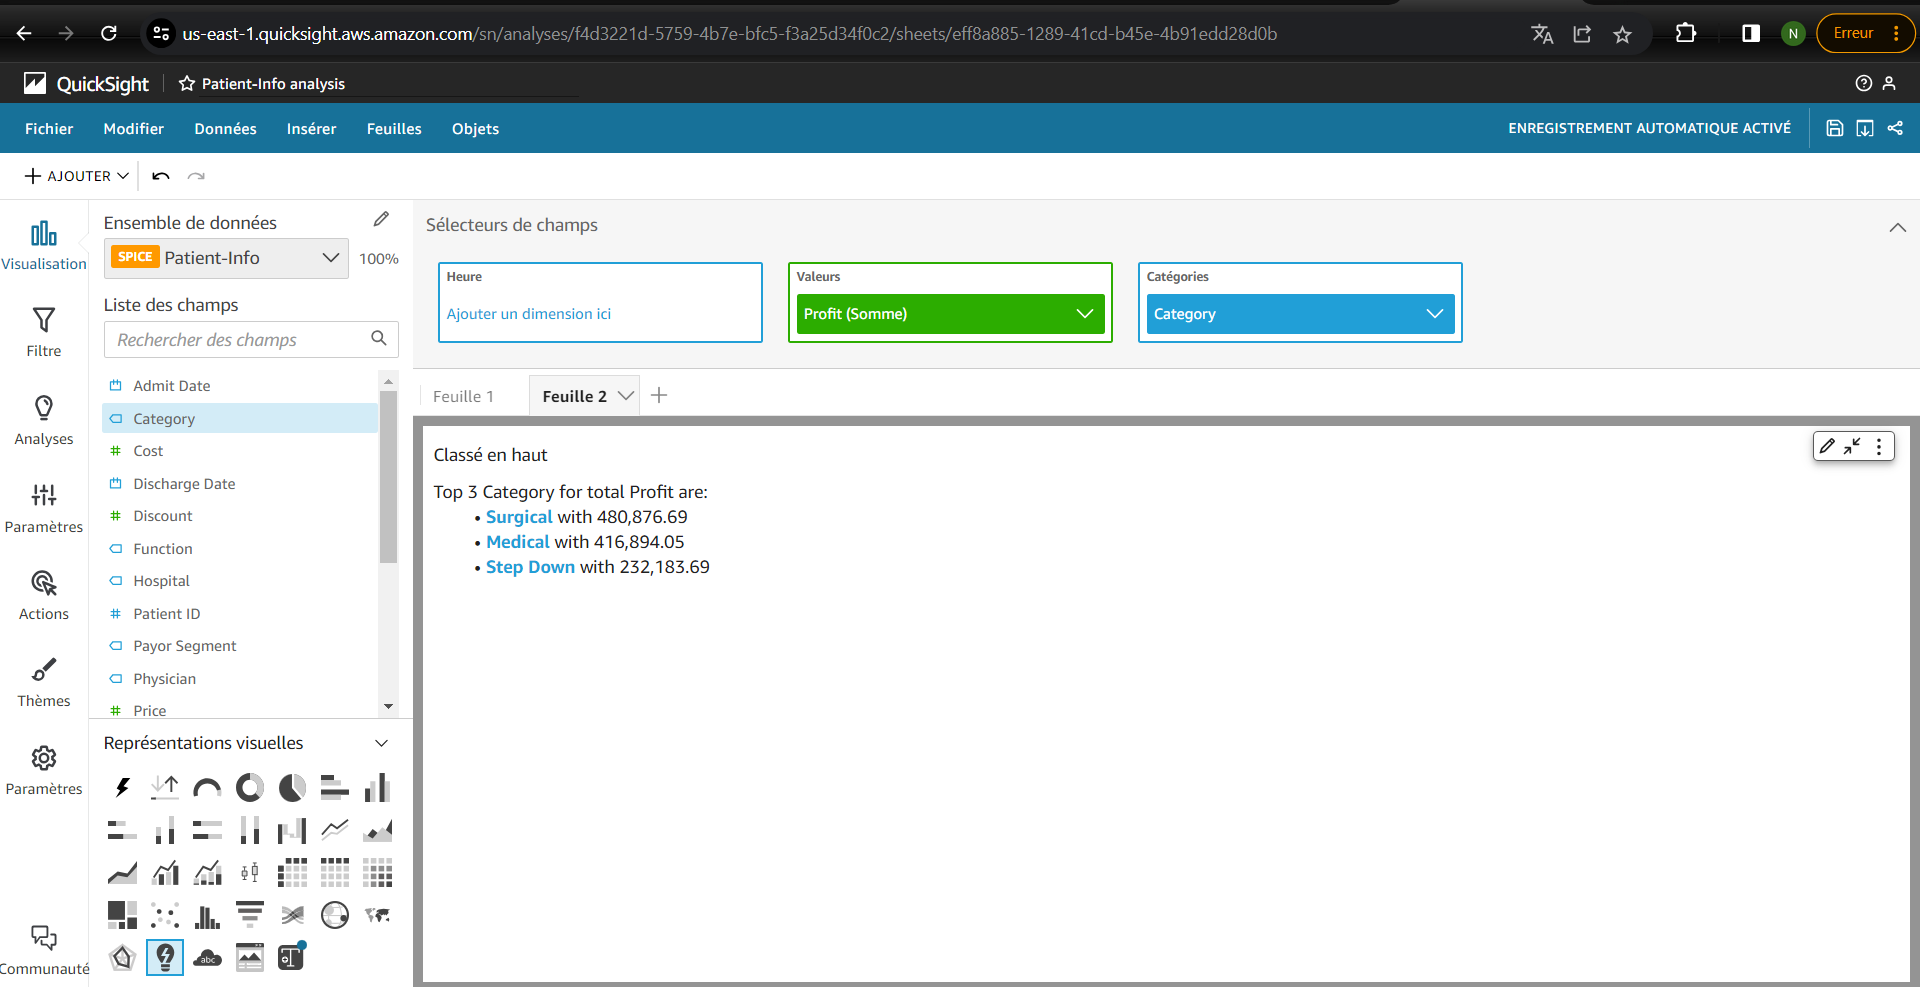 us-east-1.quicksight.aws.amazon.com/sn/analyses/f4d3221d-5759-4b7e-bfc5-f3a25d34f0c2/sheets/eff8a885-1289-41cd-b45e-4b91edd28d0b
N
Erreur
QuickSight
Patient-Info analysis
Fichier
Modifier
Données
Insérer
Feuilles
Objets
ENREGISTREMENT AUTOMATIQUE ACTIVÉ
AJOUTER
Visualisation
Filtre
Analyses
Paramètres
Actions
Thèmes
Paramètres
Communauté
Ensemble de données
SPICE Patient-Info
100%
Liste des champs
Rechercher des champs
Admit Date
Category
# Cost
Discharge Date
# Discount
Function
Hospital
# Patient ID
Payor Segment
Physician
# Price
Représentations visuelles
abc
Sélecteurs de champs
Heure
Ajouter un dimension ici
Valeurs
Profit (Somme)
Catégories
Category
Feuille 1
Feuille 2
Classé en haut
Top 3 Category for total Profit are:
• Surgical with 480,876.69
• Medical with 416,894.05
• Step Down with 232,183.69